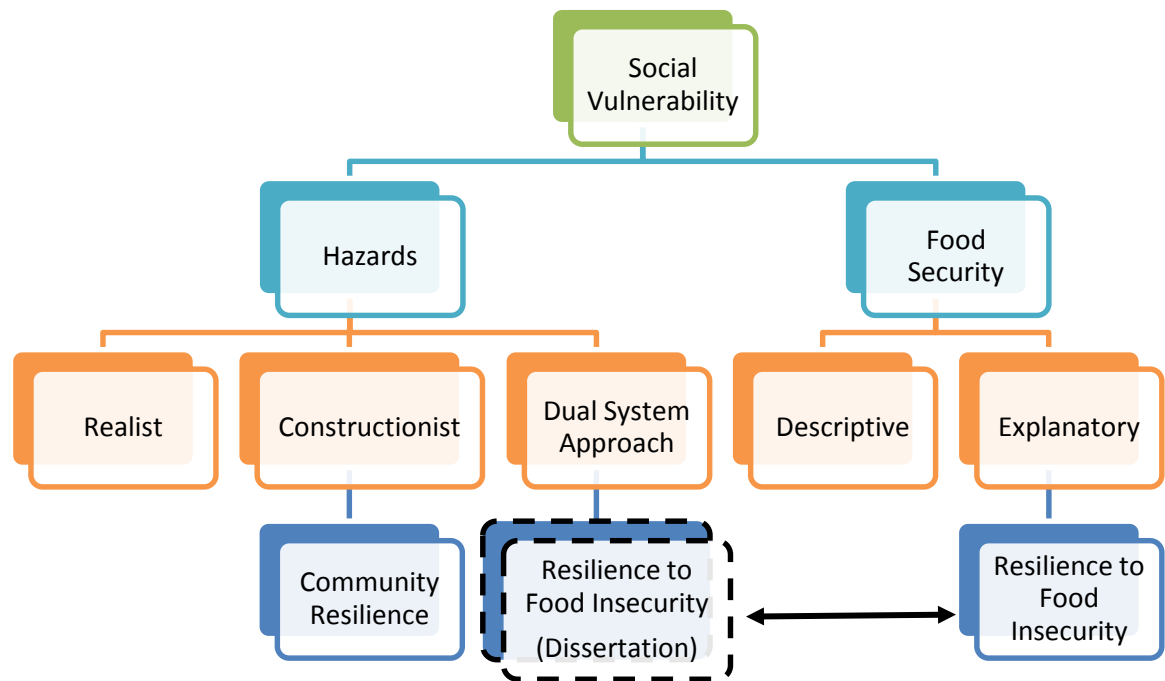 Social
Vulnerability
Hazards
Food
Security
Realist
Constructionist
Dual System
Approach
Descriptive
Explanatory
Community
Resilience
Resilience to
Food Insecurity
(Dissertation)
Resilience to
Food
Insecurity